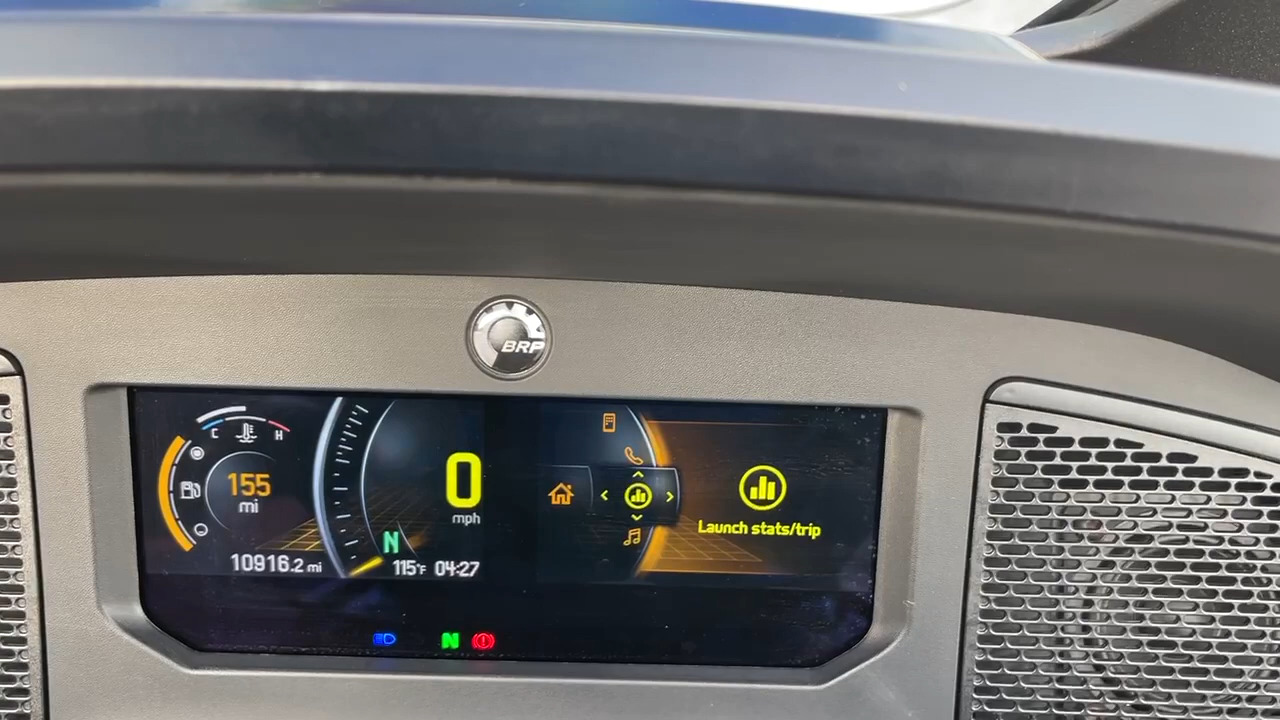 BRP
C H
155
mi
0
mph
N
10916.2 mi
115°F 04:27
Launch stats/trip
N